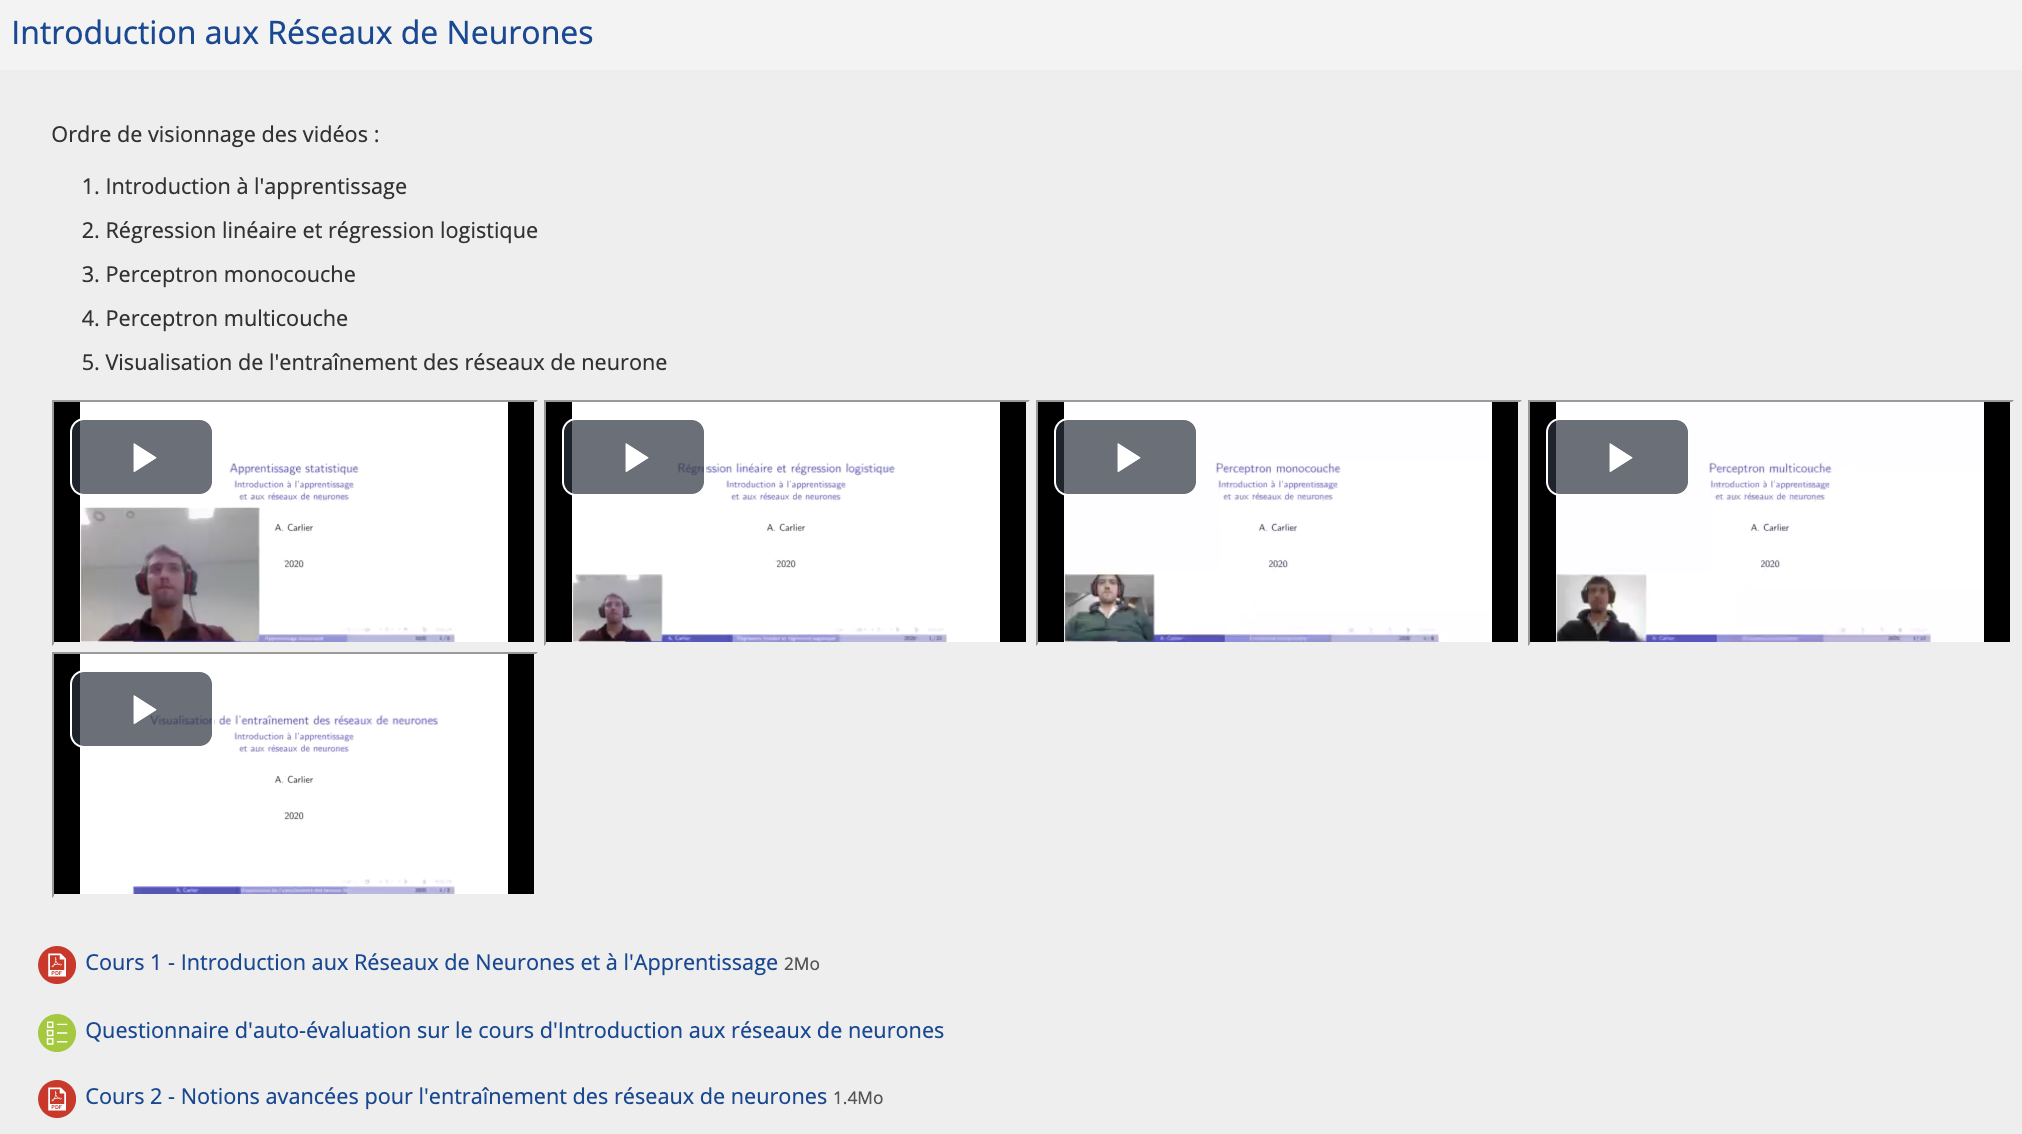 Introduction aux Réseaux de Neurones
Ordre de visionnage des vidéos :
1. Introduction à l'apprentissage
2. Régression linéaire et régression logistique
3. Perceptron monocouche
4. Perceptron multicouche
5. Visualisation de l'entraînement des réseaux de neurone
Apprentissage statistique
Introduction à l'apprentissage
et aux réseaux de neurones
A. Carlier
2020
Régression linéaire et régression logistique
Introduction à l'apprentissage
et aux réseaux de neurones
A. Carlier
2020
Perceptron monocouche
Introduction à l'apprentissage
et aux réseaux de neurones
A. Carlier
2020
Perceptron multicouche
Introduction à l'apprentissage
et aux réseaux de neurones
A. Carlier
2020
Visualisation de l'entraînement des réseaux de neurones
Introduction à l'apprentissage
et aux réseaux de neurones
A. Carlier
2020
Cours 1 - Introduction aux Réseaux de Neurones et à l'Apprentissage 2Mo
Questionnaire d'auto-évaluation sur le cours d'Introduction aux réseaux de neurones
Cours 2 - Notions avancées pour l'entraînement des réseaux de neurones 1.4Mo